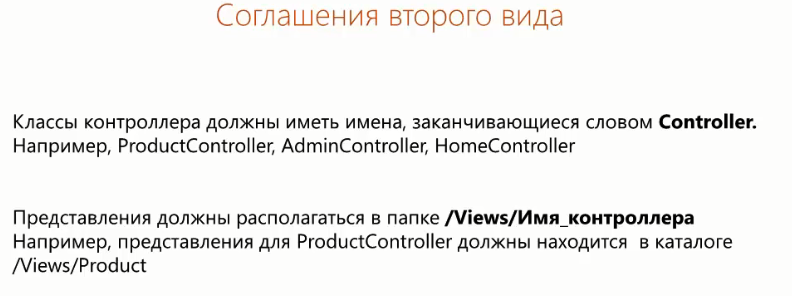 Соглашения второго вида
Классы контроллера должны иметь имена, заканчивающиеся словом Controller.
Например, ProductController, AdminController, HomeController
Представления должны располагаться в папке /Views/Имя_контроллера
Например, представления для ProductController должны находится в каталоге
/Views/Product